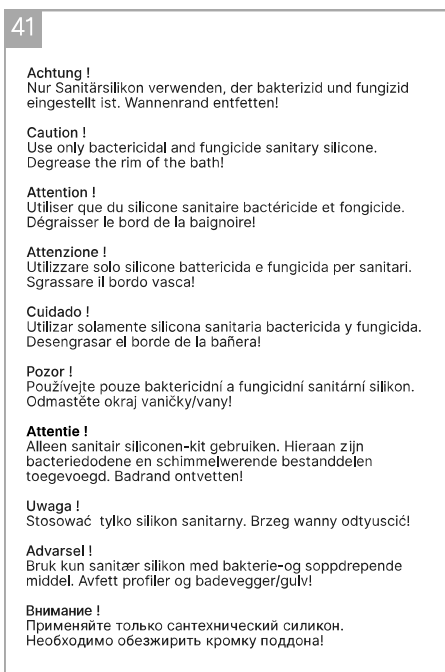 41
Achtung !
Nur Sanitärsilikon verwenden, der bakterizid und fungizid
eingestellt ist. Wannenrand entfetten!
Caution !
Use only bactericidal and fungicide sanitary silicone.
Degrease the rim of the bath!
Attention !
Utiliser que du silicone sanitaire bactéricide et fongicide.
Dégraisser le bord de la baignoire!
Attenzione !
Utilizzare solo silicone battericida e fungicida per sanitari.
Sgrassare il bordo vasca!
Cuidado !
Utilizar solamente silicona sanitaria bactericida y fungicida.
Desengrasar el borde de la bañera!
Pozor !
Používejte pouze baktericidní a fungicidní sanitární silikon.
Odmastěte okraj vaničky/vany!
Attentie !
Alleen sanitair siliconen-kit gebruiken. Hieraan zijn
bacteriedodene en schimmelwerende bestanddelen
toegevoegd. Badrand ontvetten!
Uwaga !
Stosować tylko silikon sanitarny. Brzeg wanny odtyuscić!
Advarsel !
Bruk kun sanitær silikon med bakterie-og soppdrepende
middel. Avfett profiler og badevegger/gulv!
Внимание !
Применяйте только сантехнический силикон.
Необходимо обезжирить кромку поддона!